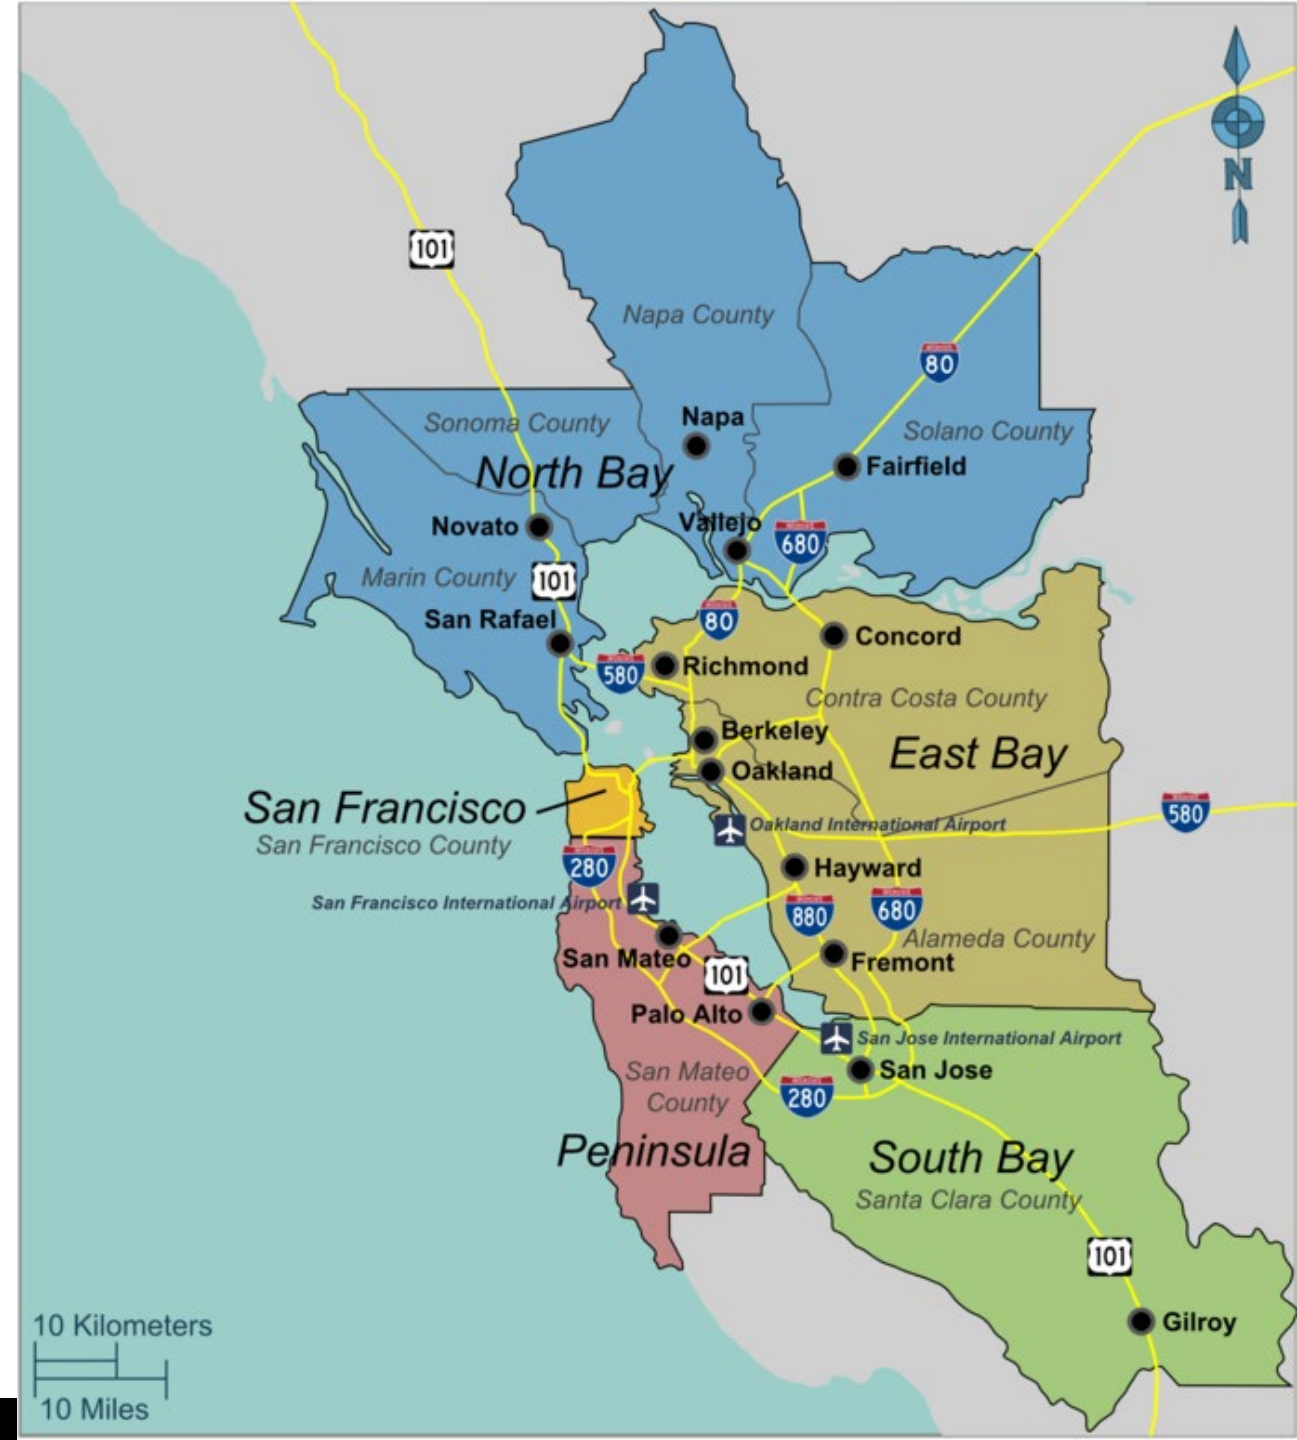 N
101
Napa County
80
Sonoma County
Napa
Solano County
North Bay
Fairfield
Novato
Vallejo
680
Marin County
101
San Rafael
80
Concord
580
Richmond
Contra Costa County
Berkeley
East Bay
Oakland
San Francisco
580
San Francisco County
Oakland International Airport
280
Hayward
San Francisco International Airport
880
680
Alameda County
San Mateo
Fremont
101
Palo Alto
San Jose International Airport
San Mateo
County
San Jose
280
Peninsula
South Bay
Santa Clara County
101
Gilroy
10 Kilometers
10 Miles